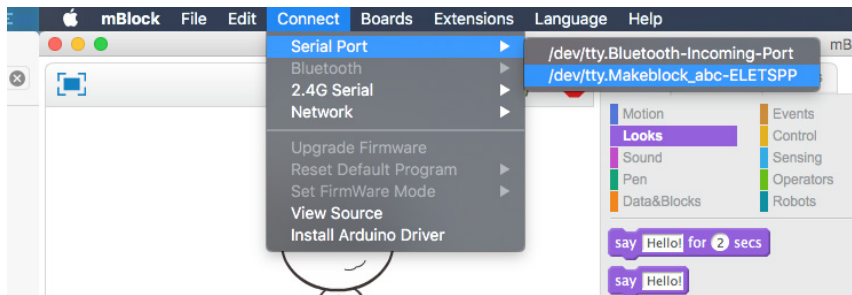 mBlock File Edit Connect Boards Extensions Language Help
mB
Serial Port
/dev/tty.Bluetooth-Incoming-Port
/dev/tty.Makeblock_abc-ELETSPP
Bluetooth
2.4G Serial
Network
Upgrade Firmware
Reset Default Program
Set FirmWare Mode
View Source
Install Arduino Driver
Motion
Events
Looks
Control
Sound
Sensing
Pen
Operators
Data&Blocks
Robots
say Hello! for 2 secs
say Hello!